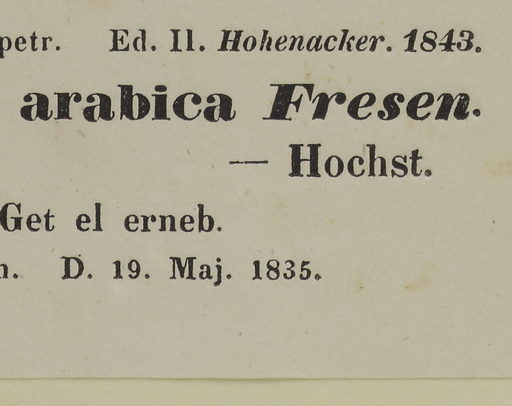 petr. Ed. II. Hohenacker. 1843.
arabica Fresen.
— Hochst.
Get el erneb.
n. D. 19. Maj. 1835.